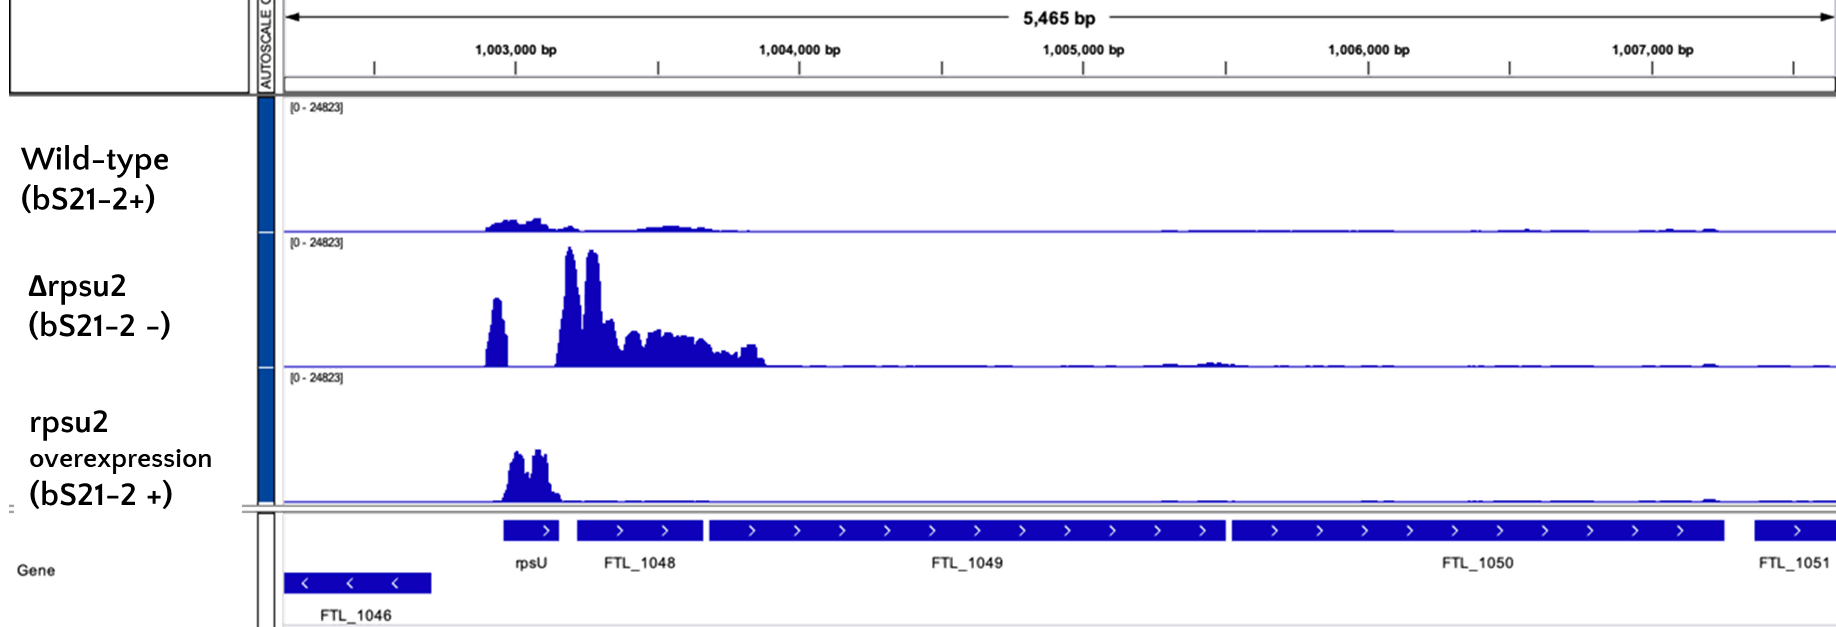 AUTOSCALE
5,465 bp
1,003,000 bp
1,004,000 bp
1,005,000 bp
1,006,000 bp
1,007,000 bp
[0 - 24823]
Wild-type
(bS21-2+)
[0 - 24823]
Δrpsu2
(bS21-2 -)
[0 - 24823]
rpsu2
overexpression
(bS21-2 +)
Gene
rpsU
FTL_1048
FTL_1049
FTL_1050
FTL_1051
FTL_1046